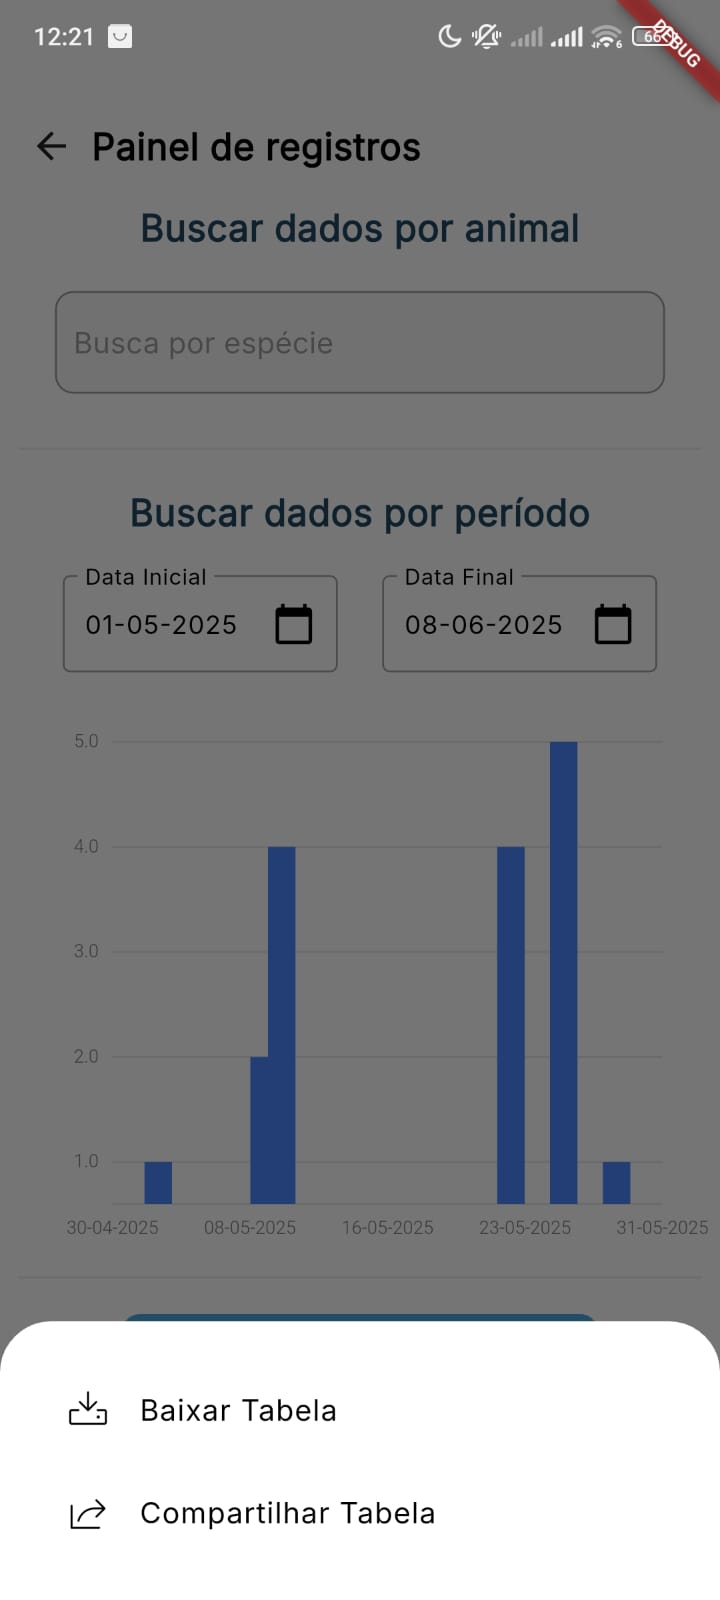 12:21
66
DEBUG
Painel de registros
Buscar dados por animal
Busca por espécie
Buscar dados por período
Data Inicial Data Final
01-05-2025 08-06-2025
5.0
4.0
3.0
2.0
1.0
30-04-2025 08-05-2025 16-05-2025 23-05-2025 31-05-2025
Baixar Tabela
Compartilhar Tabela